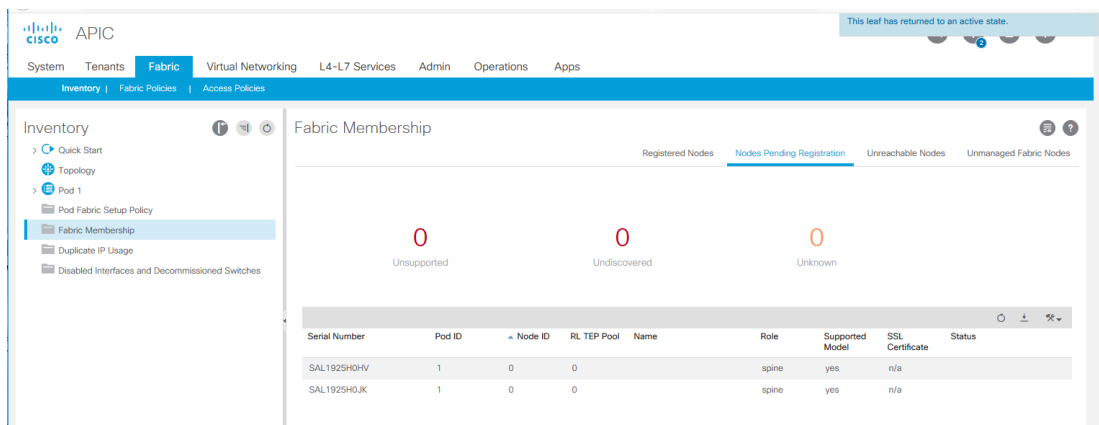 This leaf has returned to an active state.
CISCO APIC
2
System Tenants Fabric Virtual Networking L4-L7 Services Admin Operations Apps
Inventory | Fabric Policies | Access Policies
Inventory
Quick Start
Topology
Pod 1
Pod Fabric Setup Policy
Fabric Membership
Duplicate IP Usage
Disabled Interfaces and Decommissioned Switches
Fabric Membership
?
Registered Nodes Nodes Pending Registration Unreachable Nodes Unmanaged Fabric Nodes
0 0 0
Unsupported Undiscovered Unknown
Serial Number Pod ID Node ID RL TEP Pool Name Role Supported Model SSL Certificate Status
SAL1925H0HV 1 0 0 spine yes n/a
SAL1925H0JK 1 0 0 spine yes n/a